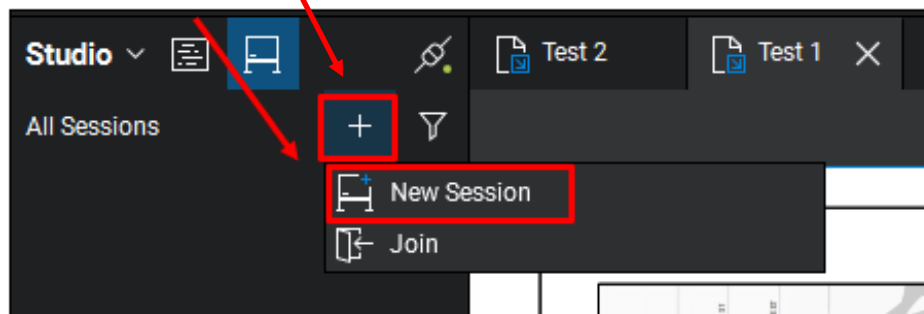 Studio
Test 2
Test 1
All Sessions
New Session
Join